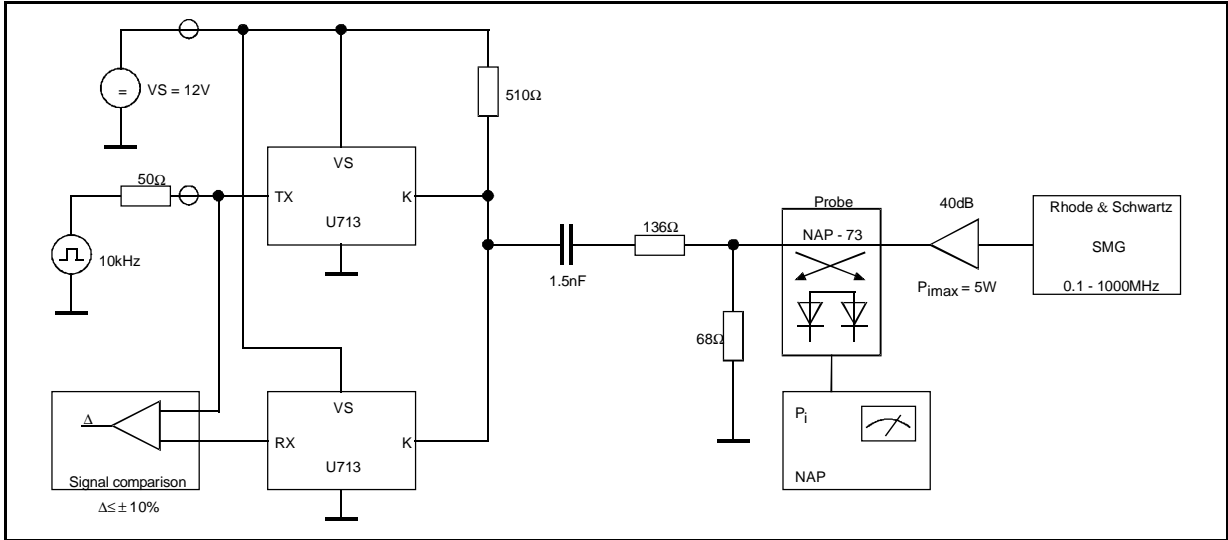 =
VS = 12V
510Ω
VS
50Ω
TX
K
U713
10kHz
136Ω
1.5nF
68Ω
Probe
NAP - 73
40dB
Pimax = 5W
Rhode & Schwartz
SMG
0.1 - 1000MHz
Δ
Signal comparison
Δ≤ ± 10%
VS
RX
K
U713
Pi
NAP